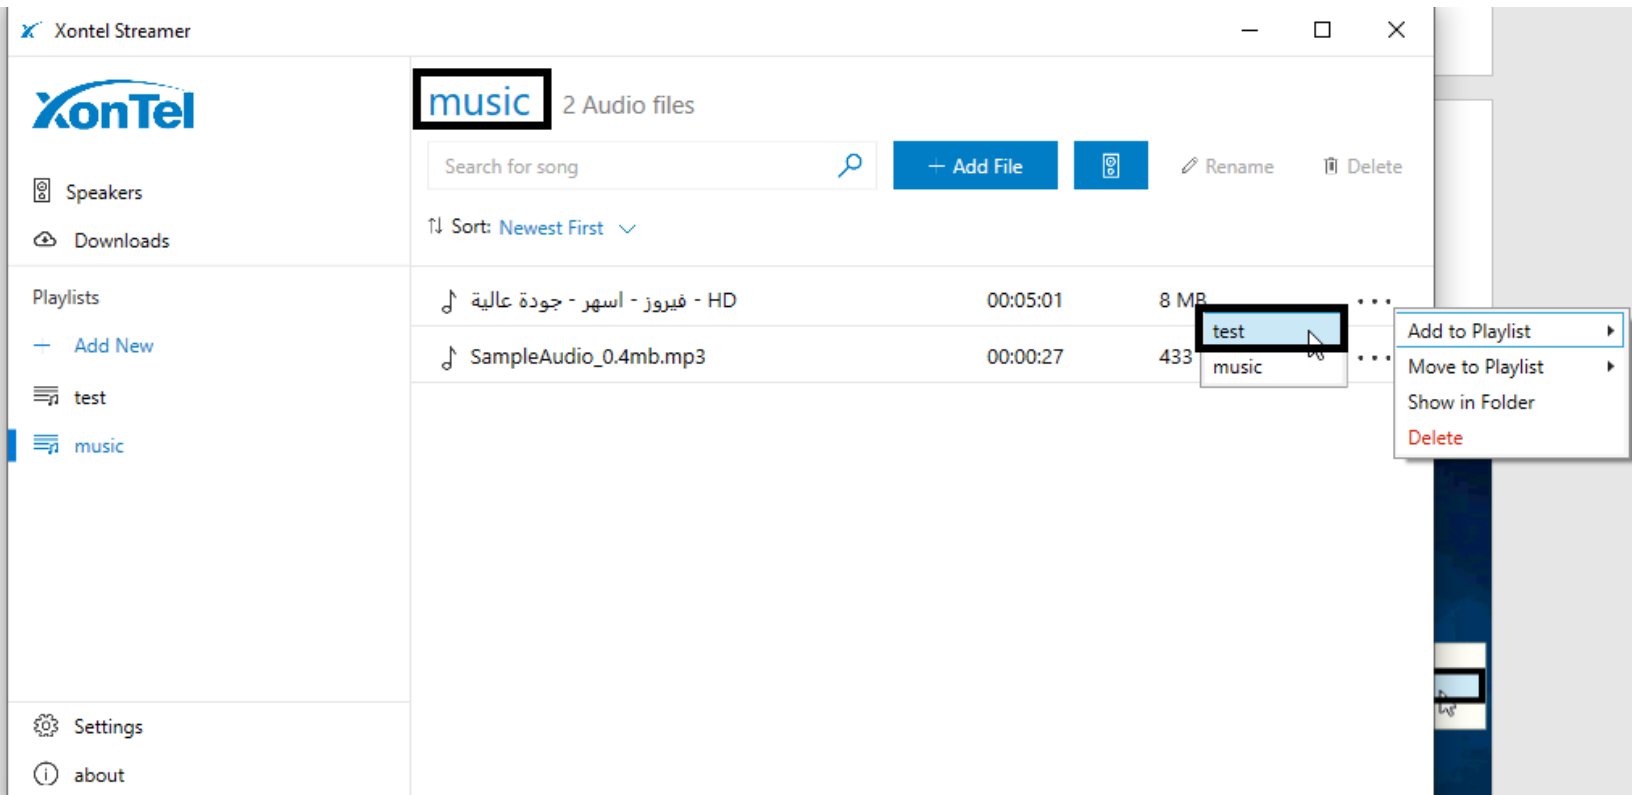 Xontel Streamer
XonTel
Speakers
Downloads
Playlists
+ Add New
test
music
Settings
about
music 2 Audio files
Search for song
+ Add File
Rename
Delete
Sort: Newest First
فيروز - اسهر - جودة عالية - HD 00:05:01 8 MB
SampleAudio_0.4mb.mp3 00:00:27 433
test
music
Add to Playlist
Move to Playlist
Show in Folder
Delete